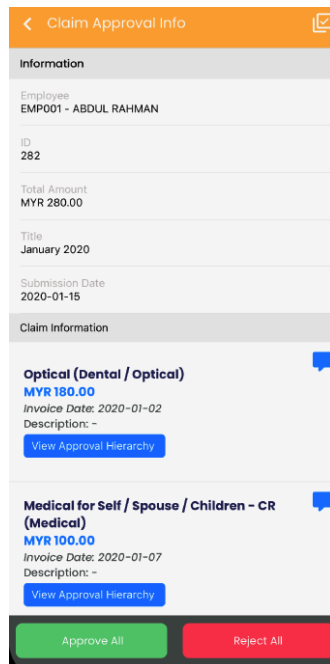 Claim Approval Info
Information
Employee
EMP001 - ABDUL RAHMAN
ID
282
Total Amount
MYR 280.00
Title
January 2020
Submission Date
2020-01-15
Claim Information
Optical (Dental / Optical)
MYR 180.00
Invoice Date: 2020-01-02
Description: -
View Approval Hierarchy
Medical for Self / Spouse / Children - CR
(Medical)
MYR 100.00
Invoice Date: 2020-01-07
Description: -
View Approval Hierarchy
Approve All Reject All